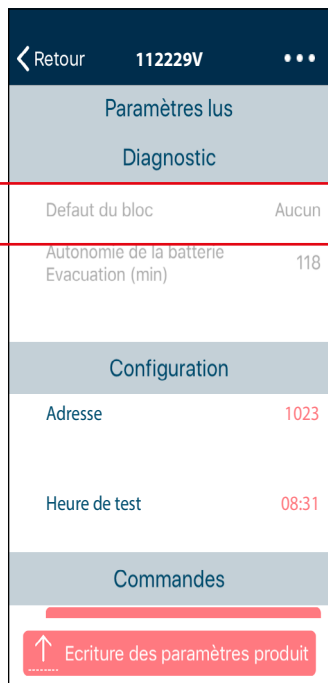 Retour 112229V
Paramètres lus
Diagnostic
Defaut du bloc Aucun
Autonomie de la batterie
Evacuation (min) 118
Configuration
Adresse 1023
Heure de test 08:31
Commandes
Ecriture des paramètres produit